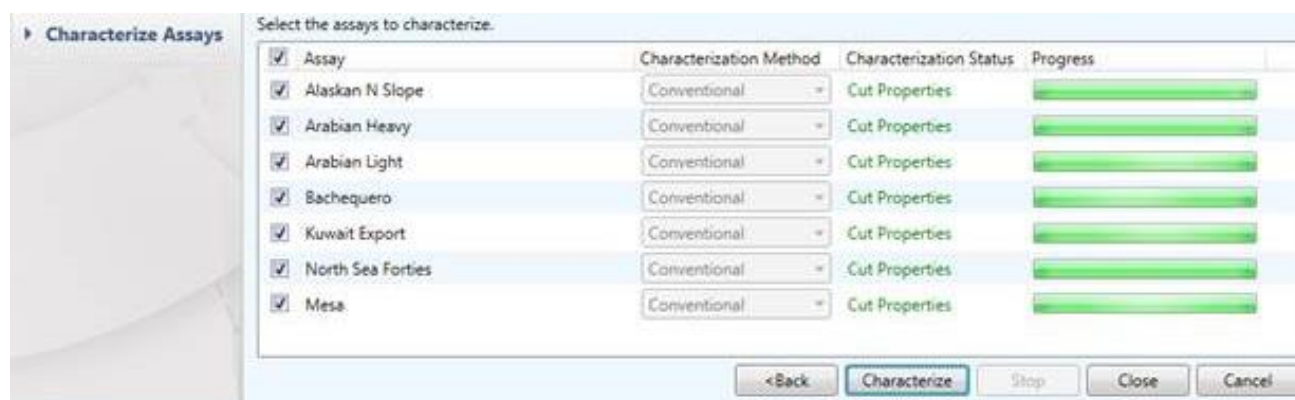 Characterize Assays
Select the assays to characterize.
Assay Characterization Method Characterization Status Progress
Alaskan N Slope Conventional Cut Properties
Arabian Heavy Conventional Cut Properties
Arabian Light Conventional Cut Properties
Bachequero Conventional Cut Properties
Kuwait Export Conventional Cut Properties
North Sea Forties Conventional Cut Properties
Mesa Conventional Cut Properties
<Back Characterize Stop Close Cancel